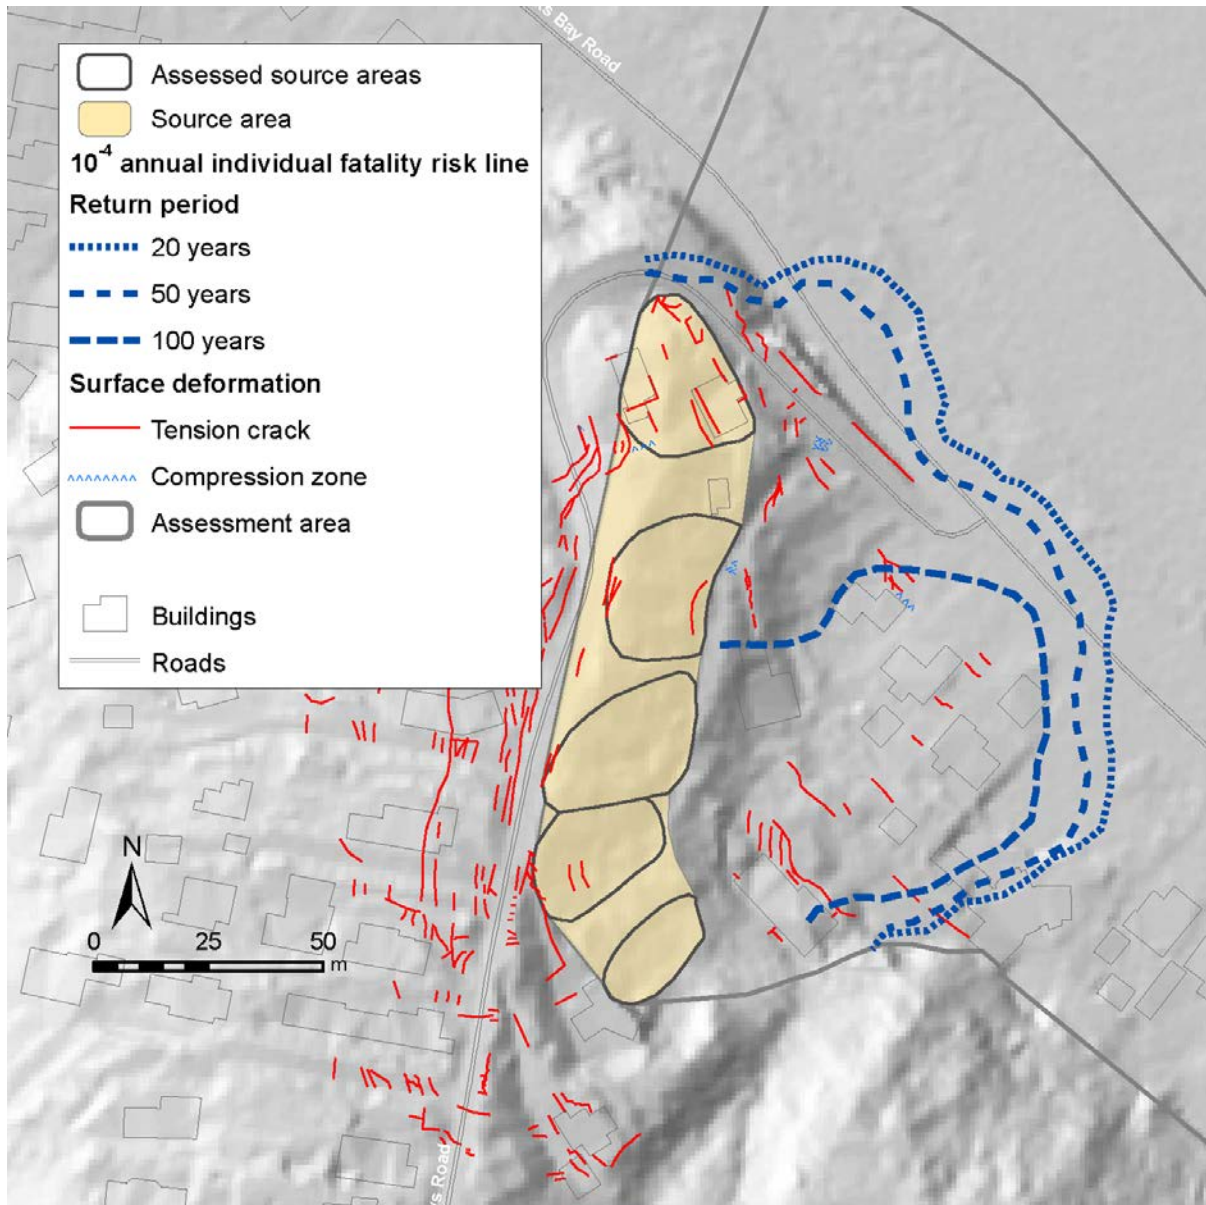 Bay Road
Assessed source areas
Source area
10⁻⁴ annual individual fatality risk line
Return period
20 years
50 years
100 years
Surface deformation
Tension crack
Compression zone
Assessment area
Buildings
Roads
N
0 25 50
m
Road